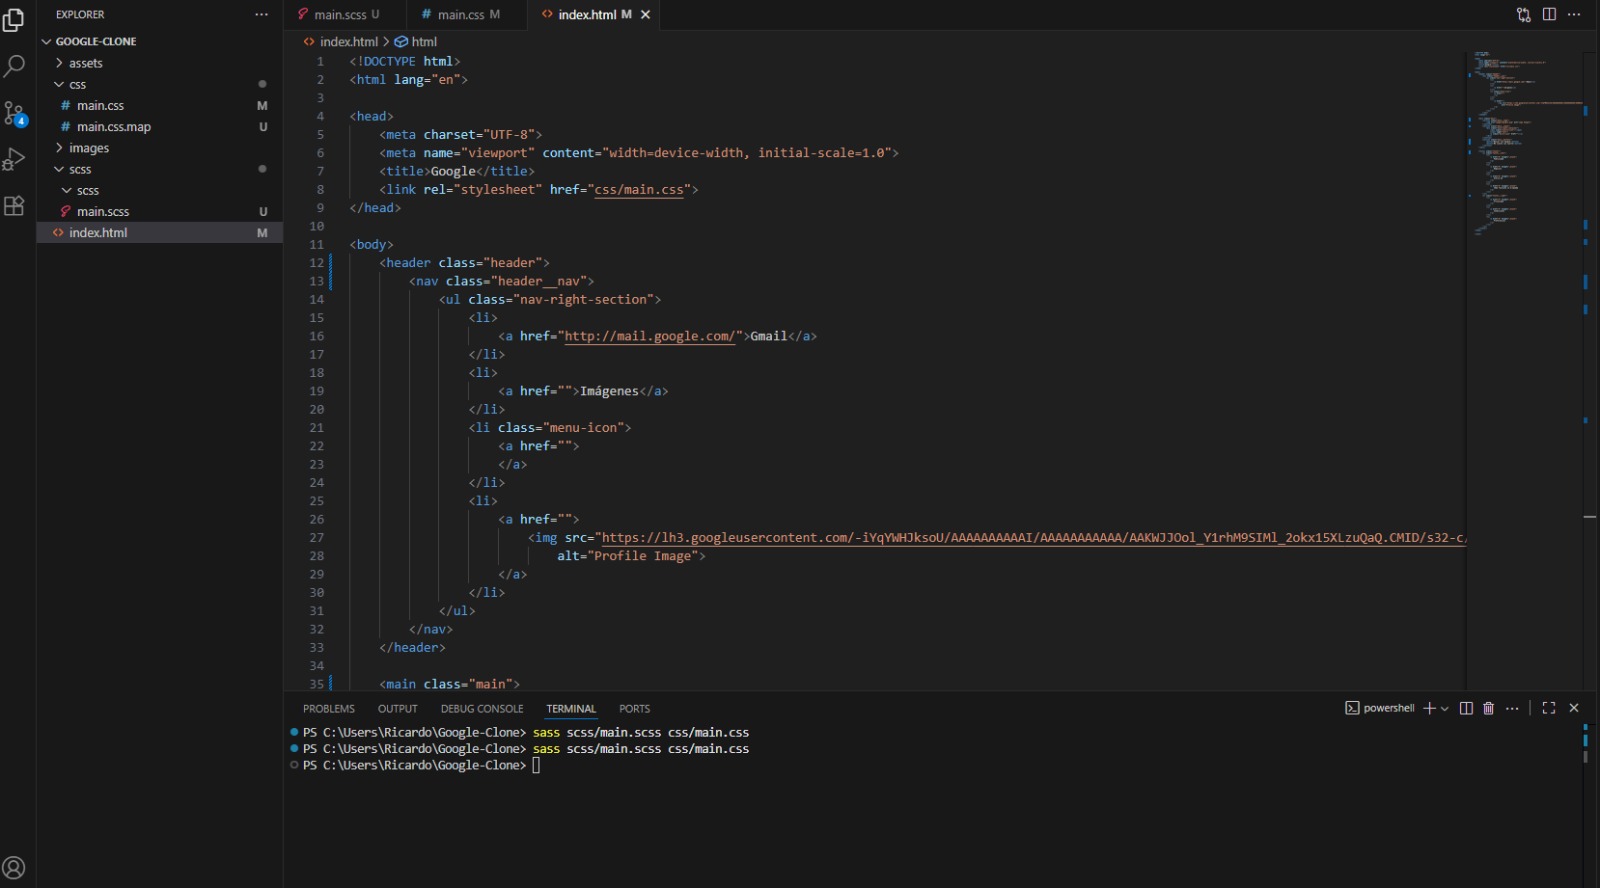 EXPLORER
GOOGLE-CLONE
assets
css
# main.css M
# main.css.map U
images
scss
scss
main.scss U
<> index.html M
4
main.scss U
# main.css M
<> index.html M
<> index.html > html
1 <!DOCTYPE html>
2 <html lang="en">
3
4 <head>
5 <meta charset="UTF-8">
6 <meta name="viewport" content="width=device-width, initial-scale=1.0">
7 <title>Google</title>
8 <link rel="stylesheet" href="css/main.css">
9 </head>
10
11 <body>
12 <header class="header">
13 <nav class="header__nav">
14 <ul class="nav-right-section">
15 <li>
16 <a href="http://mail.google.com/">Gmail</a>
17 </li>
18 <li>
19 <a href="">Imágenes</a>
20 </li>
21 <li class="menu-icon">
22 <a href="">
23 </a>
24 </li>
25 <li>
26 <a href="">
27 <img src="https://lh3.googleusercontent.com/-iYqYWHJksoU/AAAAAAAAAAI/AAAAAAAAAAA/AAKWJJOol_Y1rhM9SIMl_2okx15XLzuQaQ.CMID/s32-c/
28 alt="Profile Image">
29 </a>
30 </li>
31 </ul>
32 </nav>
33 </header>
34
35 <main class="main">
PROBLEMS OUTPUT DEBUG CONSOLE TERMINAL PORTS
powershell
PS C:\Users\Ricardo\Google-Clone> sass scss/main.scss css/main.css
PS C:\Users\Ricardo\Google-Clone> sass scss/main.scss css/main.css
PS C:\Users\Ricardo\Google-Clone>